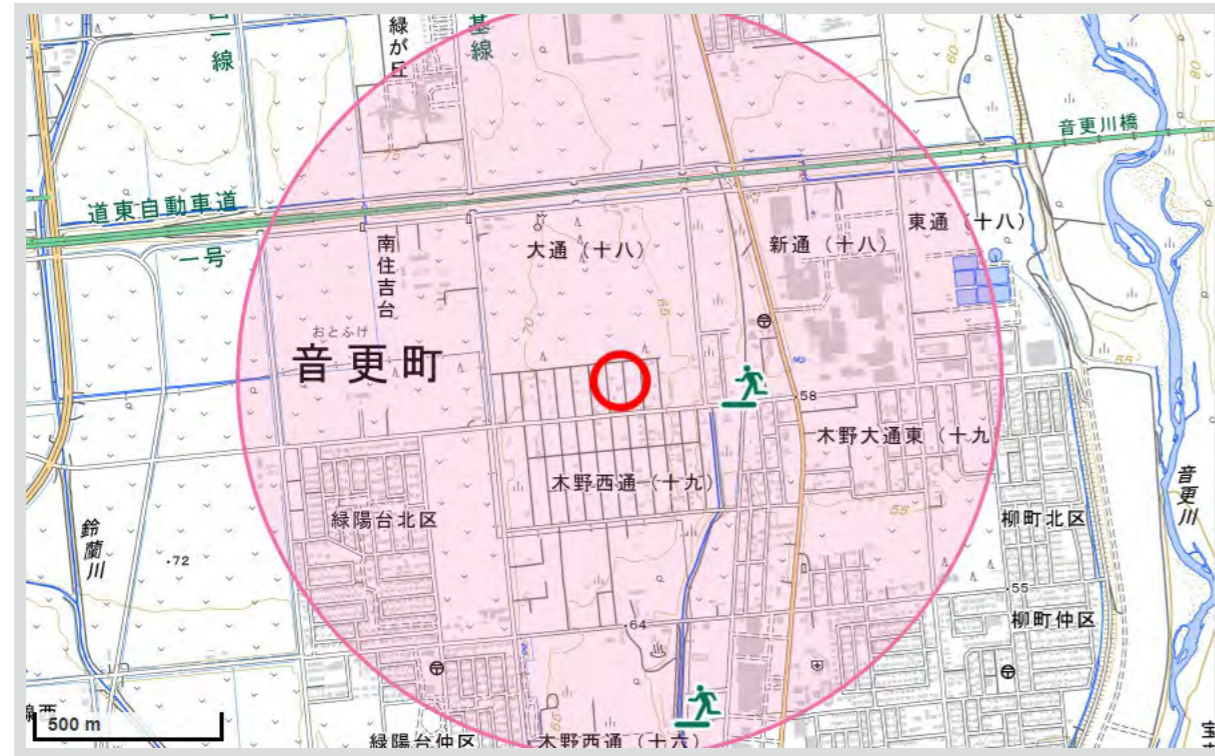 西一線
緑が丘
基線
音更川橋
80
60
75
道東自動車道
一号
南住吉台
大通（十八）
新通（十八）
東通（十八）
70
65
おとふけ
音更町
58
55
木野大通東（十九
木野西通（十九）
緑陽台北区
55
柳町北区
音更川
鈴蘭川
72
55
柳町仲区
64
65
500 m
緑陽台仲区
木野西通（十六）